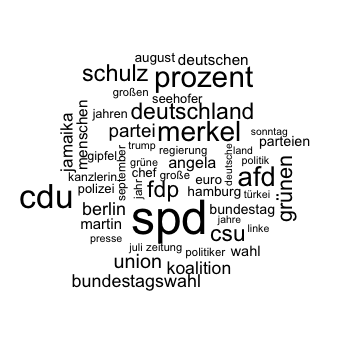 august deutschen
schulz prozent
großen seehofer
jahren deutschland
jamaika menschen partei merkel sonntag
trump regierung parteien
gipfel grüne angela deutsche land
kanzlerin chef große politik
polizei september jahr fdp euro afd grünen
cdu hamburg türkei
berlin spd bundestag
martin jahre
presse csu linke
juli zeitung politiker wahl
union koalition
bundestagswahl